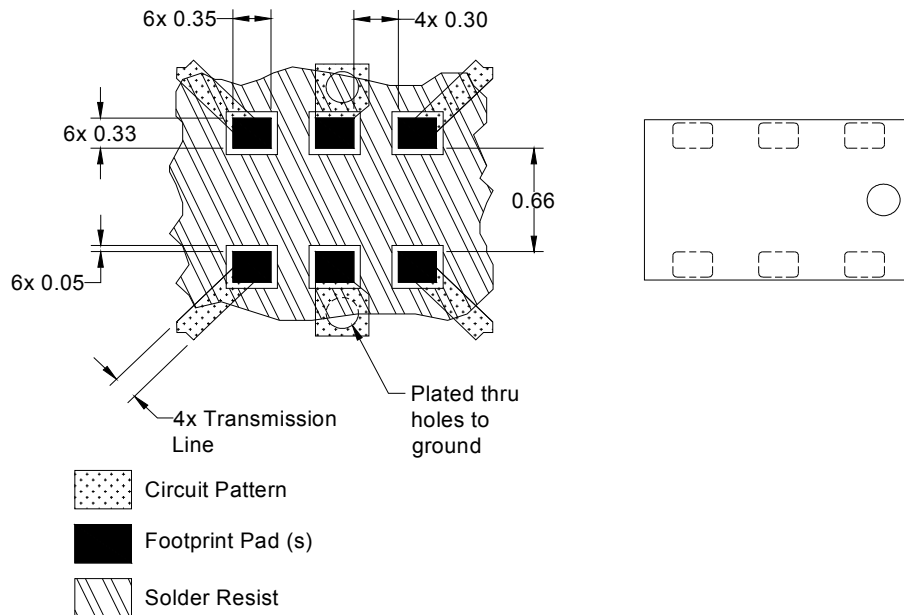 6x 0.35
4x 0.30
6x 0.33
0.66
6x 0.05
4x Transmission
Line
Plated thru
holes to
ground
Circuit Pattern
Footprint Pad (s)
Solder Resist